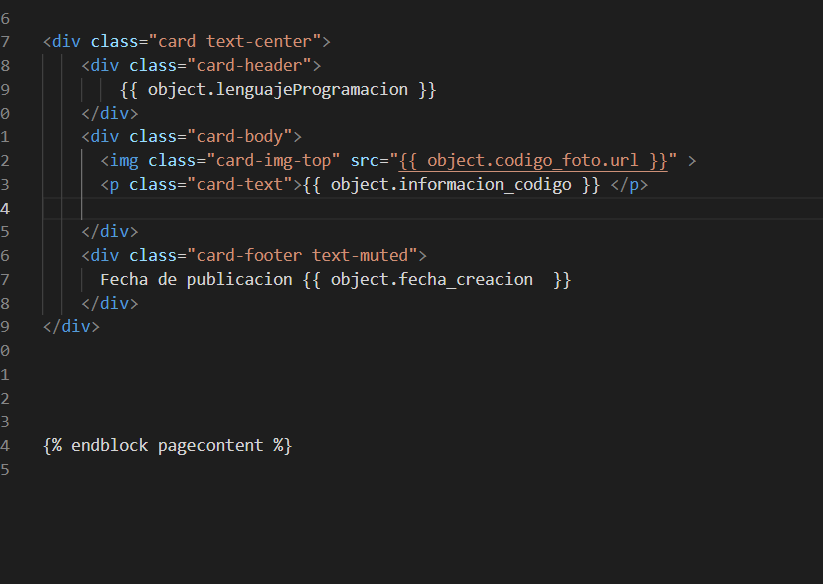 6
7 <div class="card text-center">
8 <div class="card-header">
9 {{ object.lenguajeProgramacion }}
0 </div>
1 <div class="card-body">
2 <img class="card-img-top" src="{{ object.codigo_foto.url }}" >
3 <p class="card-text">{{ object.informacion_codigo }} </p>
4
5 </div>
6 <div class="card-footer text-muted">
7 Fecha de publicacion {{ object.fecha_creacion  }}
8 </div>
9 </div>
0
1
2
3
4 {% endblock pagecontent %}
5